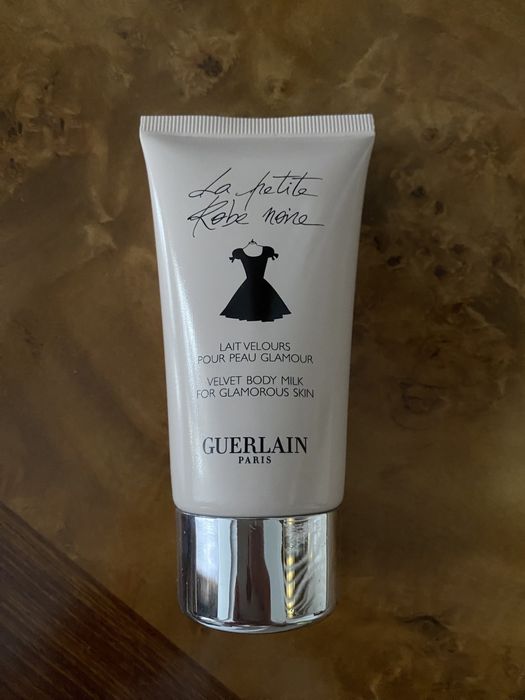 La petite
Robe noire
LAIT VELOURS
POUR PEAU GLAMOUR
VELVET BODY MILK
FOR GLAMOROUS SKIN
GUERLAIN
PARIS